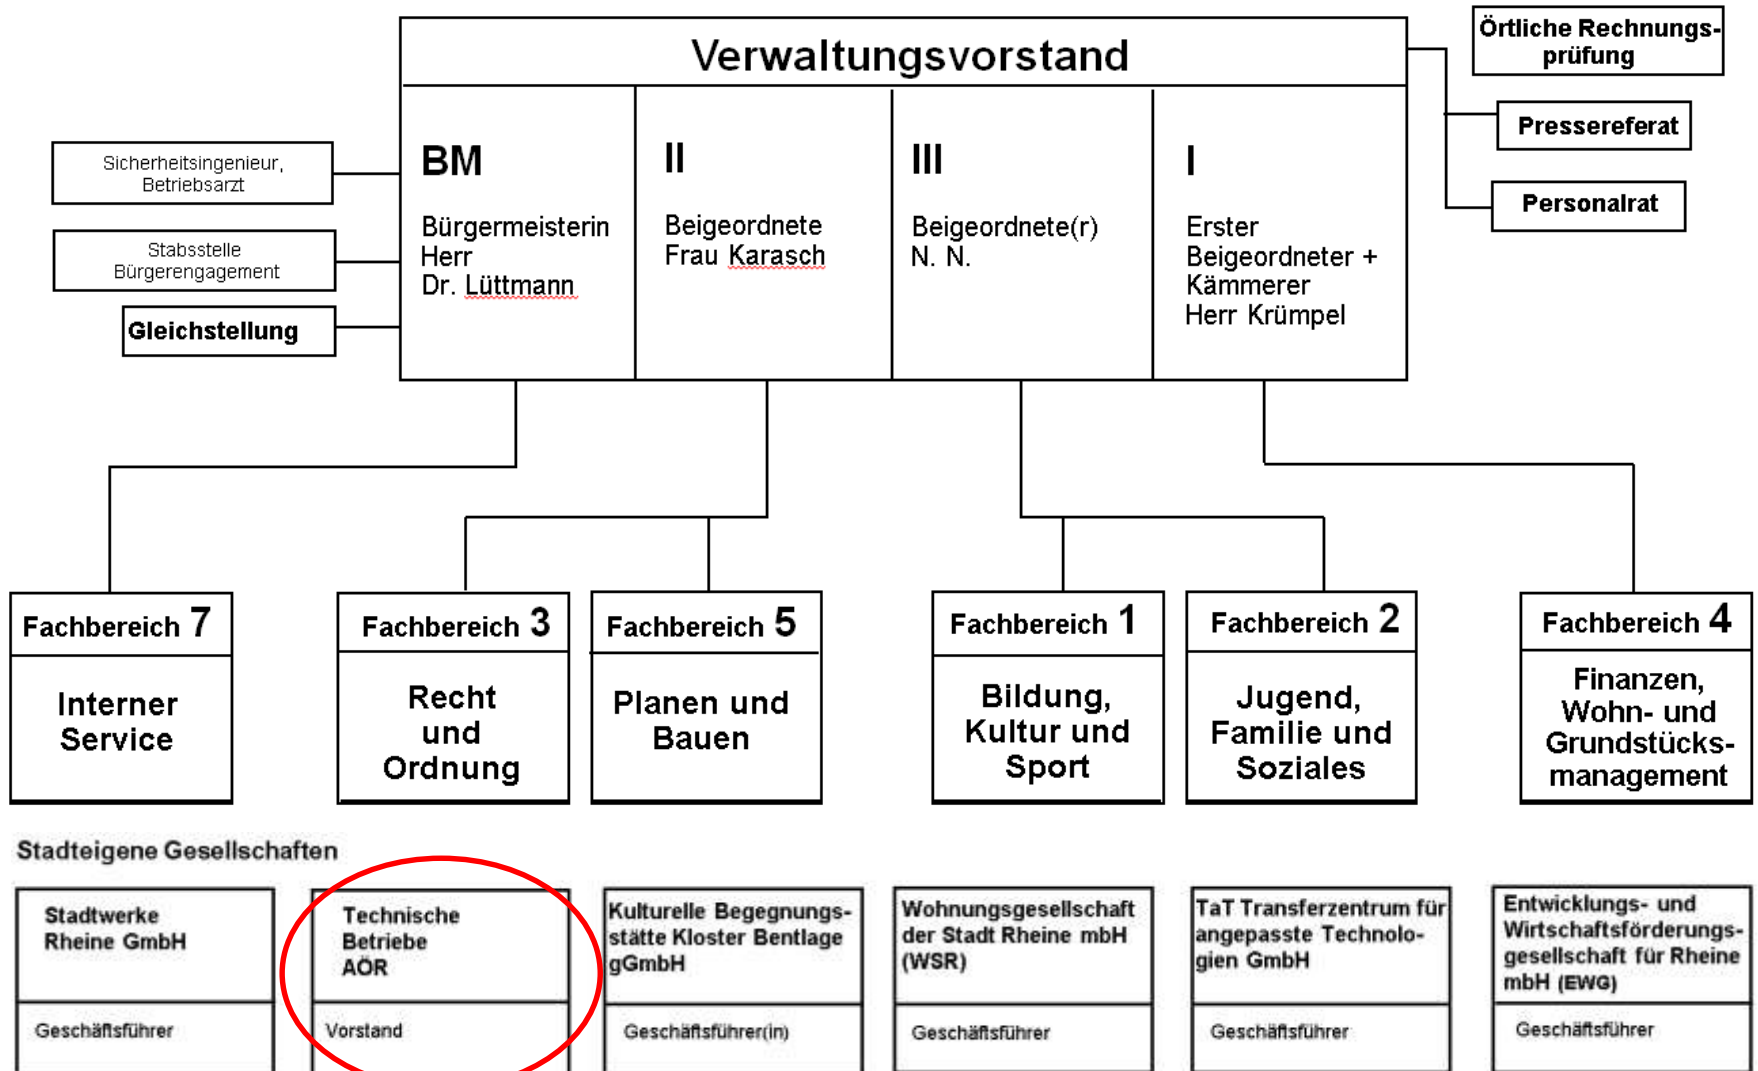 Verwaltungsvorstand
Örtliche Rechnungs-
prüfung
Pressereferat
Personalrat
Sicherheitsingenieur,
Betriebsarzt
Stabsstelle
Bürgerengagement
Gleichstellung
BM
Bürgermeisterin
Herr
Dr. Lüttmann
II
Beigeordnete
Frau Karasch
III
Beigeordnete(r)
N. N.
I
Erster
Beigeordneter +
Kämmerer
Herr Krümpel
Fachbereich 7
Interner
Service
Fachbereich 3
Recht
und
Ordnung
Fachbereich 5
Planen und
Bauen
Fachbereich 1
Bildung,
Kultur und
Sport
Fachbereich 2
Jugend,
Familie und
Soziales
Fachbereich 4
Finanzen,
Wohn- und
Grundstücks-
management
Stadteigene Gesellschaften
Stadtwerke
Rheine GmbH
Geschäftsführer
Technische
Betriebe
AÖR
Vorstand
Kulturelle Begegnungs-
stätte Kloster Bentlage
gGmbH
Geschäftsführer(in)
Wohnungsgesellschaft
der Stadt Rheine mbH
(WSR)
Geschäftsführer
TaT Transferzentrum für
angepasste Technolo-
gien GmbH
Geschäftsführer
Entwicklungs- und
Wirtschaftsförderungs-
gesellschaft für Rheine
mbH (EWG)
Geschäftsführer